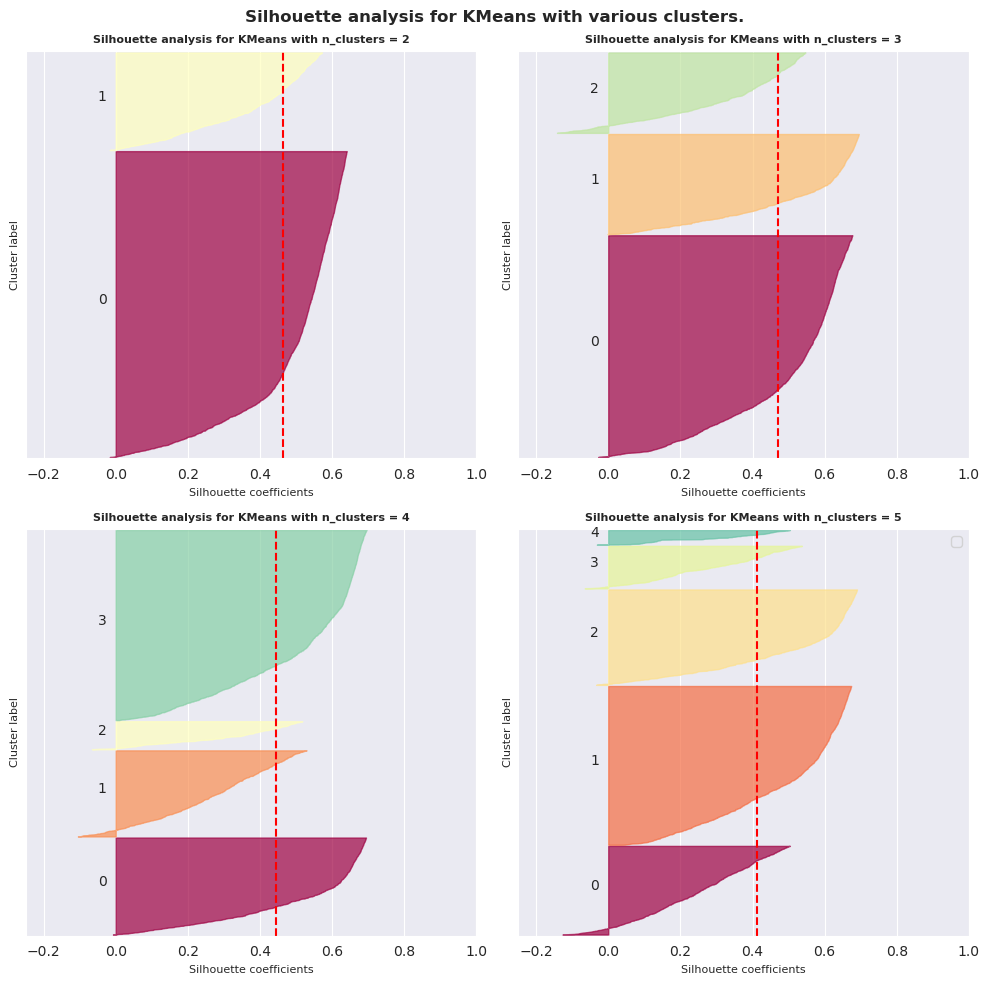 Silhouette analysis for KMeans with various clusters.
Silhouette analysis for KMeans with n_clusters = 2
1
0
Cluster label
−0.2 0.0 0.2 0.4 0.6 0.8 1.0
Silhouette coefficients
Silhouette analysis for KMeans with n_clusters = 3
2
1
0
Cluster label
−0.2 0.0 0.2 0.4 0.6 0.8 1.0
Silhouette coefficients
Silhouette analysis for KMeans with n_clusters = 4
3
2
1
0
Cluster label
−0.2 0.0 0.2 0.4 0.6 0.8 1.0
Silhouette coefficients
Silhouette analysis for KMeans with n_clusters = 5
4
3
2
1
0
Cluster label
−0.2 0.0 0.2 0.4 0.6 0.8 1.0
Silhouette coefficients